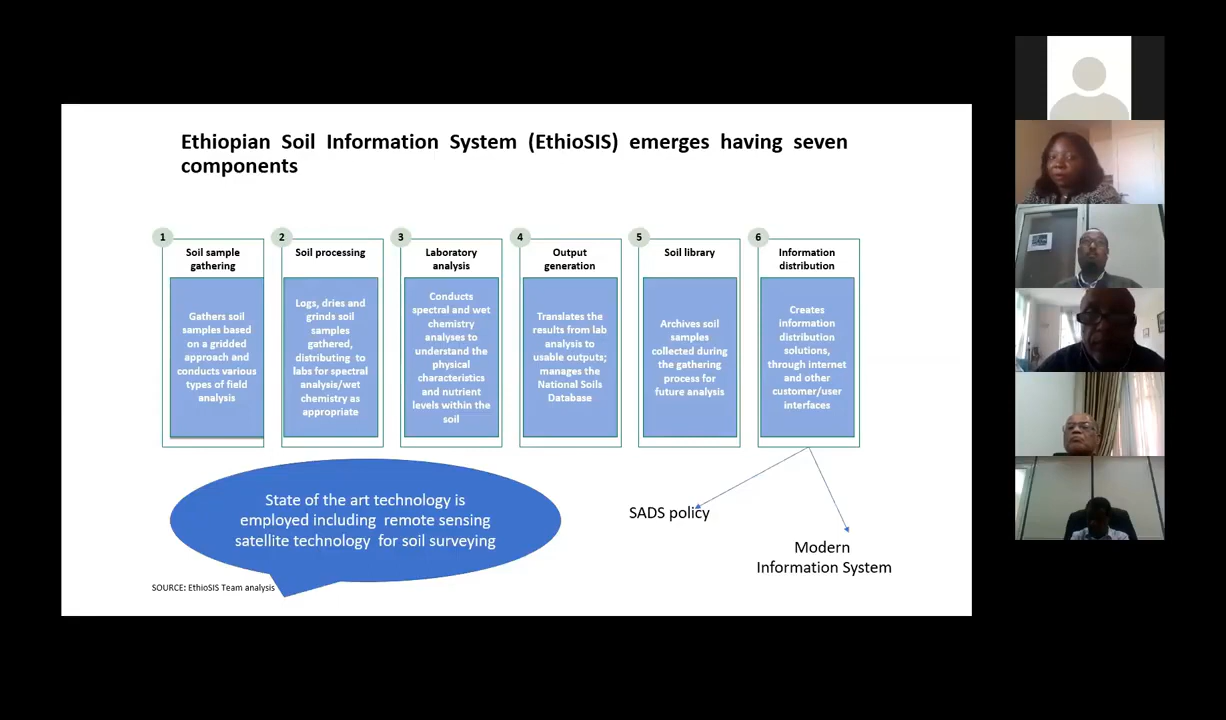 Ethiopian Soil Information System (EthioSIS) emerges having seven
components
1
Soil sample
gathering
Gathers soil
samples based
on a gridded
approach and
conducts various
types of field
analysis
2
Soil processing
Logs, dries and
grinds soil
samples
gathered,
distributing to
labs for spectral
analysis/wet
chemistry as
appropriate
3
Laboratory
analysis
Conducts
spectral and wet
chemistry
analyses to
understand the
physical
characteristics
and nutrient
levels within the
soil
4
Output
generation
Translates the
results from lab
analysis to
usable outputs;
manages the
National Soils
Database
5
Soil library
Archives soil
samples
collected during
the gathering
process for
future analysis
6
Information
distribution
Creates
information
distribution
solutions,
through internet
and other
customer/user
interfaces
State of the art technology is
employed including remote sensing
satellite technology for soil surveying
SADS policy
Modern
Information System
SOURCE: EthioSIS Team analysis